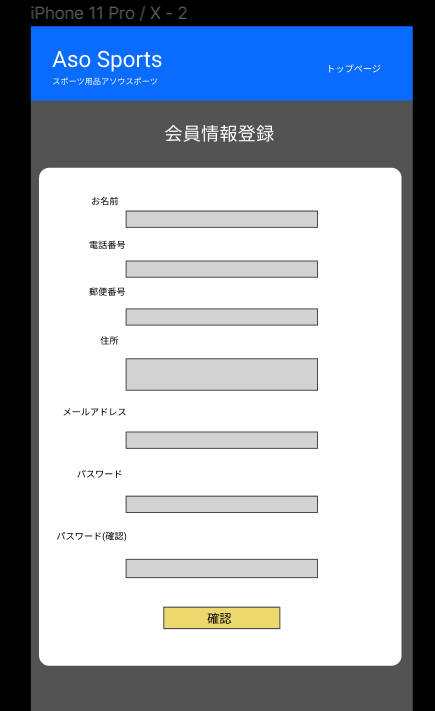 iPhone 11 Pro / X - 2
Aso Sports
スポーツ用品アソウスポーツ
トップページ
会員情報登録
お名前
電話番号
郵便番号
住所
メールアドレス
パスワード
パスワード(確認)
確認